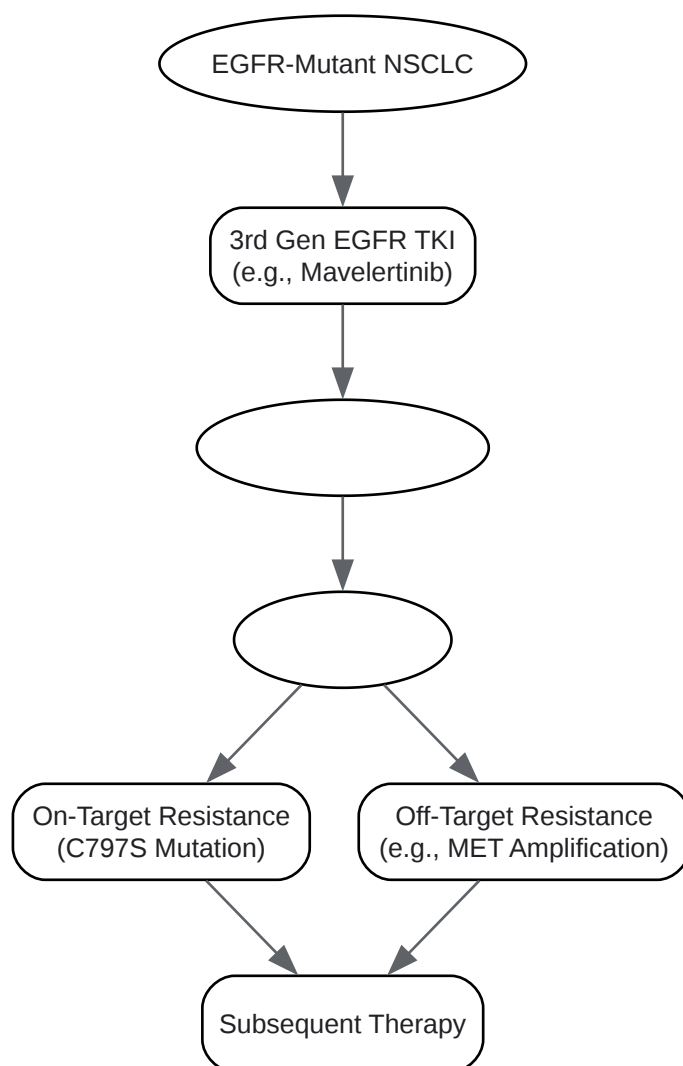 EGFR-Mutant NSCLC
3rd Gen EGFR TKI
(e.g., Mavelertinib)
On-Target Resistance
(C797S Mutation)
Off-Target Resistance
(e.g., MET Amplification)
Subsequent Therapy